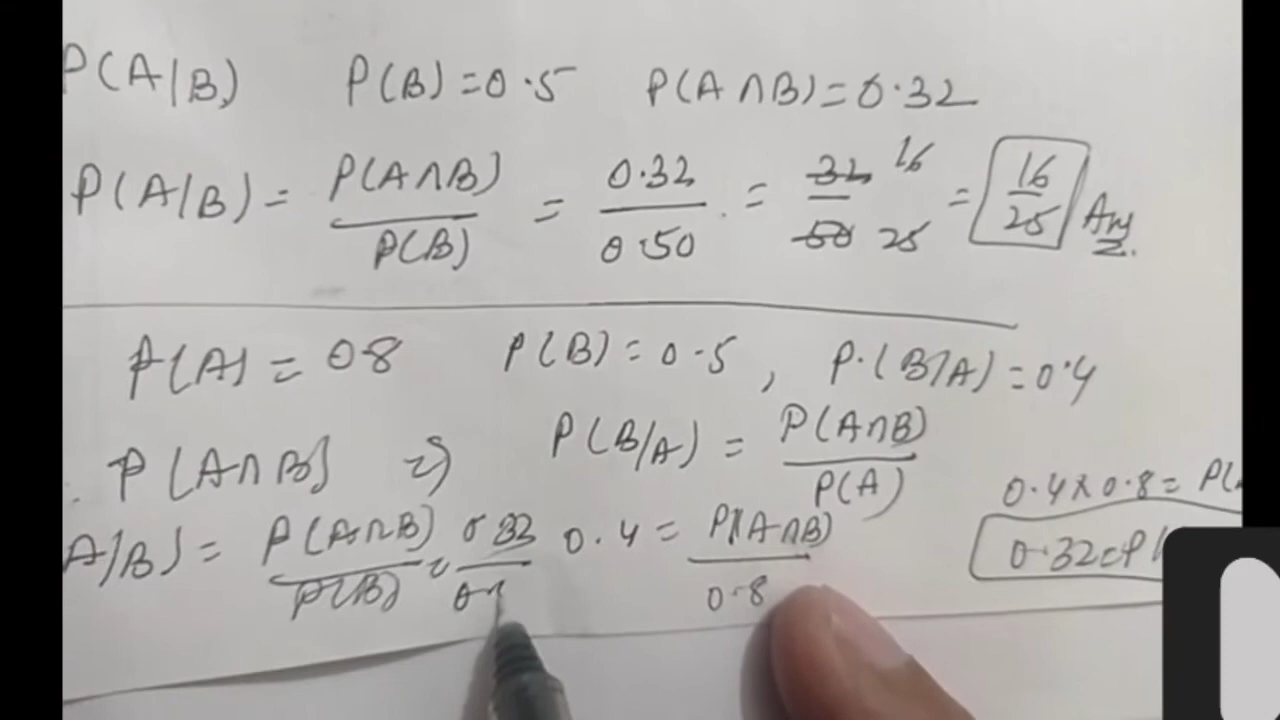 P(A/B) P(B) = 0.5 P(A∩B) = 0.32
P(A/B) = P(A∩B) / P(B) = 0.32 / 0.50 = 32 16 / 50 25 = 16 / 25 Ans
P(A) = 0.8 P(B) = 0.5 , P.(B/A) = 0.4
P(A∩B) ⇒ P(B/A) = P(A∩B) / P(A)
0.4 x 0.8 = P(
A/B) = P(A∩B) / P(B) = 0.32 / 0. 0.4 = P(A∩B) / 0.8
0.32 = P